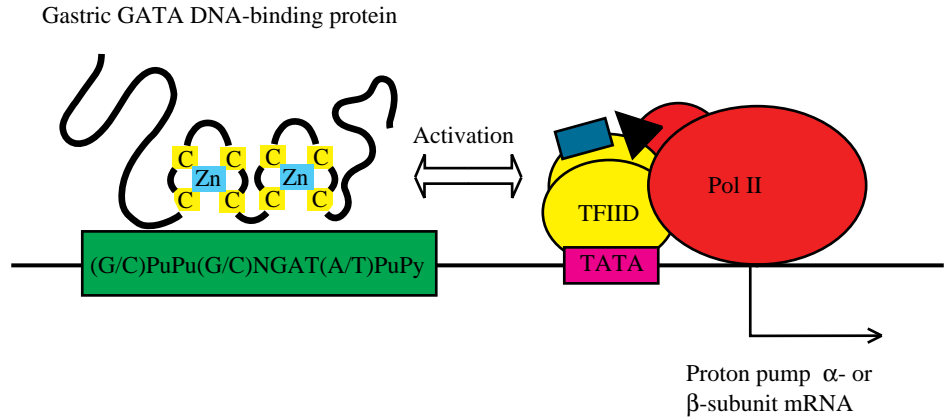 Gastric GATA DNA-binding protein
Activation
C C C C
Zn Zn
C C C C
Pol II
TFIID
(G/C)PuPu(G/C)NGAT(A/T)PuPy
TATA
Proton pump α- or
β-subunit mRNA